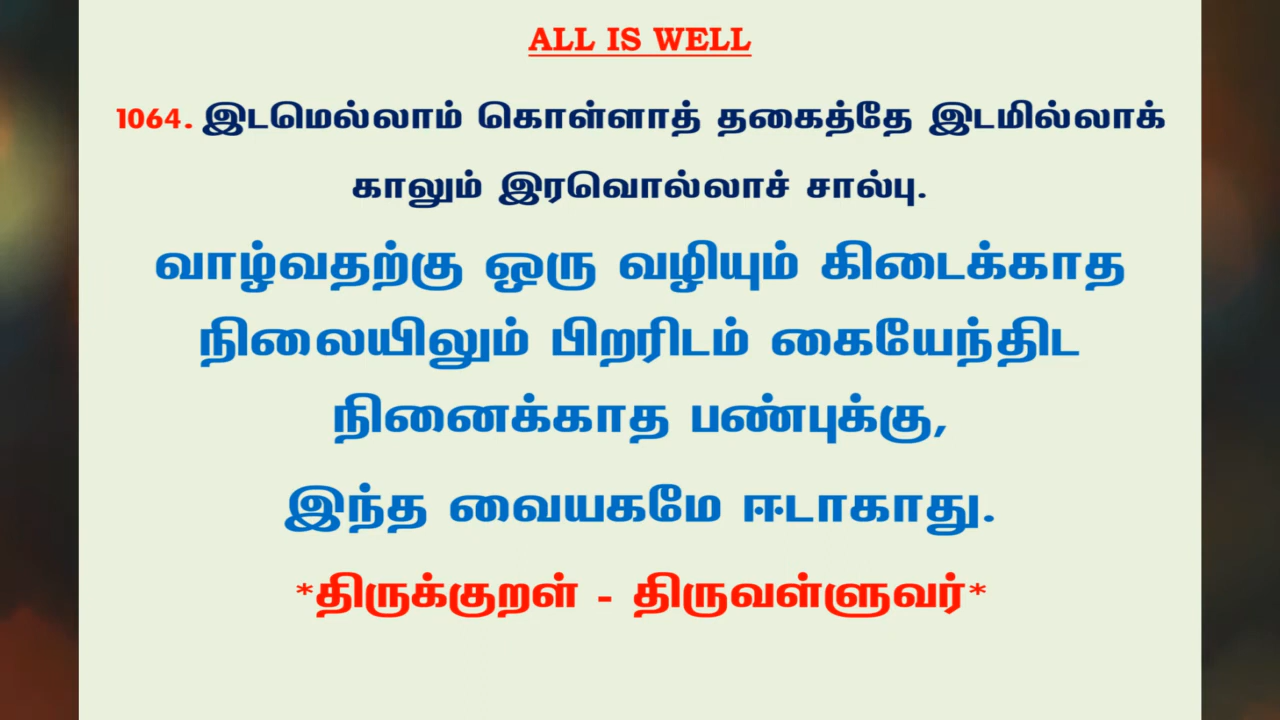 ALL IS WELL
1064. இடமெல்லாம் கொள்ளாத் தகைத்தே இடமில்லாக்
காலும் இரவொல்லாச் சால்பு.
வாழ்வதற்கு ஒரு வழியும் கிடைக்காத
நிலையிலும் பிறரிடம் கையேந்திட
நினைக்காத பண்புக்கு,
இந்த வையகமே ஈடாகாது.
*திருக்குறள் - திருவள்ளுவர்*